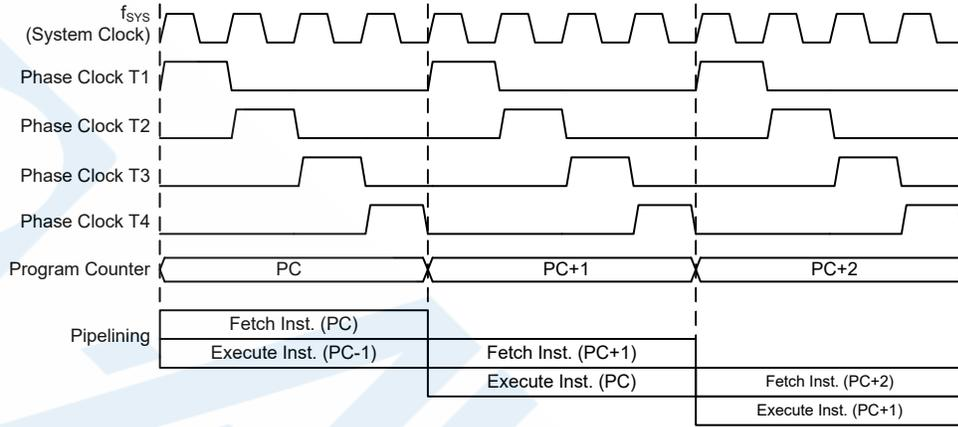 fSYS
(System Clock)
Phase Clock T1
Phase Clock T2
Phase Clock T3
Phase Clock T4
Program Counter PC PC+1 PC+2
Pipelining
Fetch Inst. (PC)
Execute Inst. (PC-1) Fetch Inst. (PC+1)
Execute Inst. (PC) Fetch Inst. (PC+2)
Execute Inst. (PC+1)